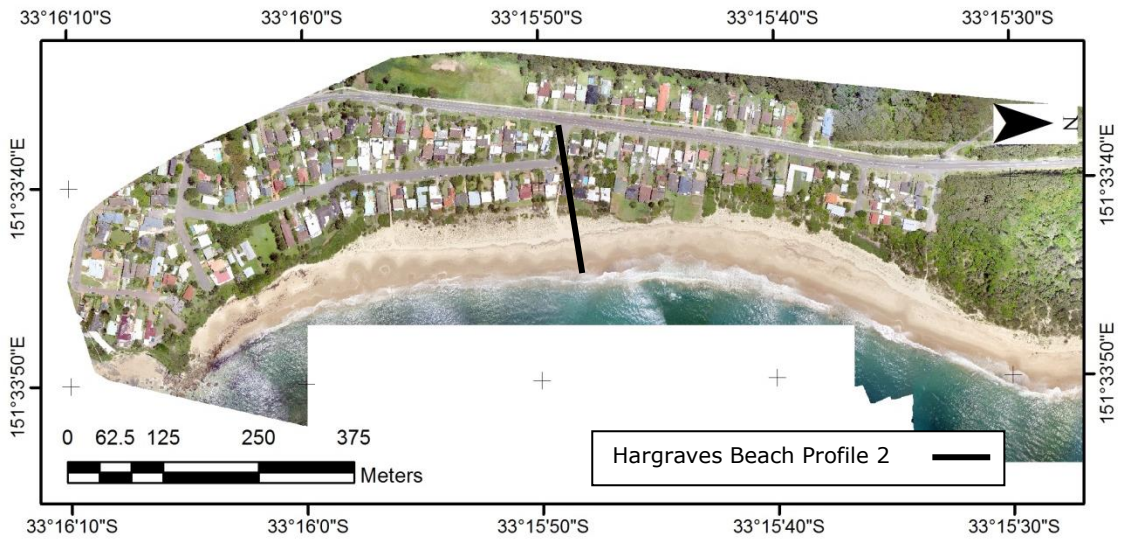 33°16'10"S 33°16'0"S 33°15'50"S 33°15'40"S 33°15'30"S
N
151°33'40"E 151°33'40"E
151°33'50"E 151°33'50"E
0 62.5 125 250 375
Meters
Hargraves Beach Profile 2
33°16'10"S 33°16'0"S 33°15'50"S 33°15'40"S 33°15'30"S